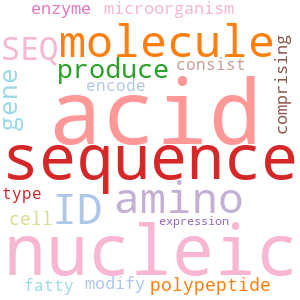 enzyme microorganism
SEQ molecule
produce consist
gene encode comprising
acid
sequence
type ID amino
cell expression
nucleic
fatty modify polypeptide